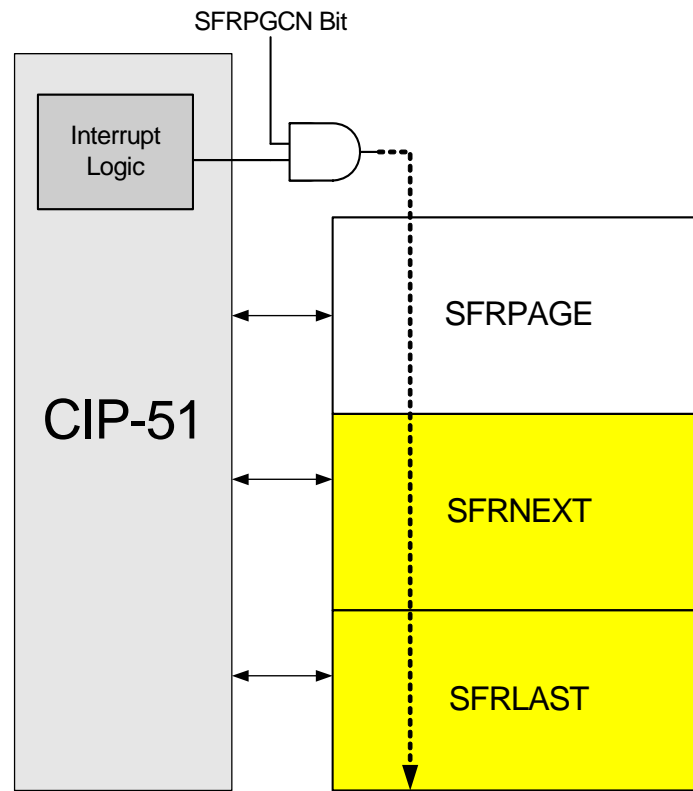 SFRPGCN Bit
Interrupt
Logic
CIP-51
SFRPAGE
SFRNEXT
SFRLAST